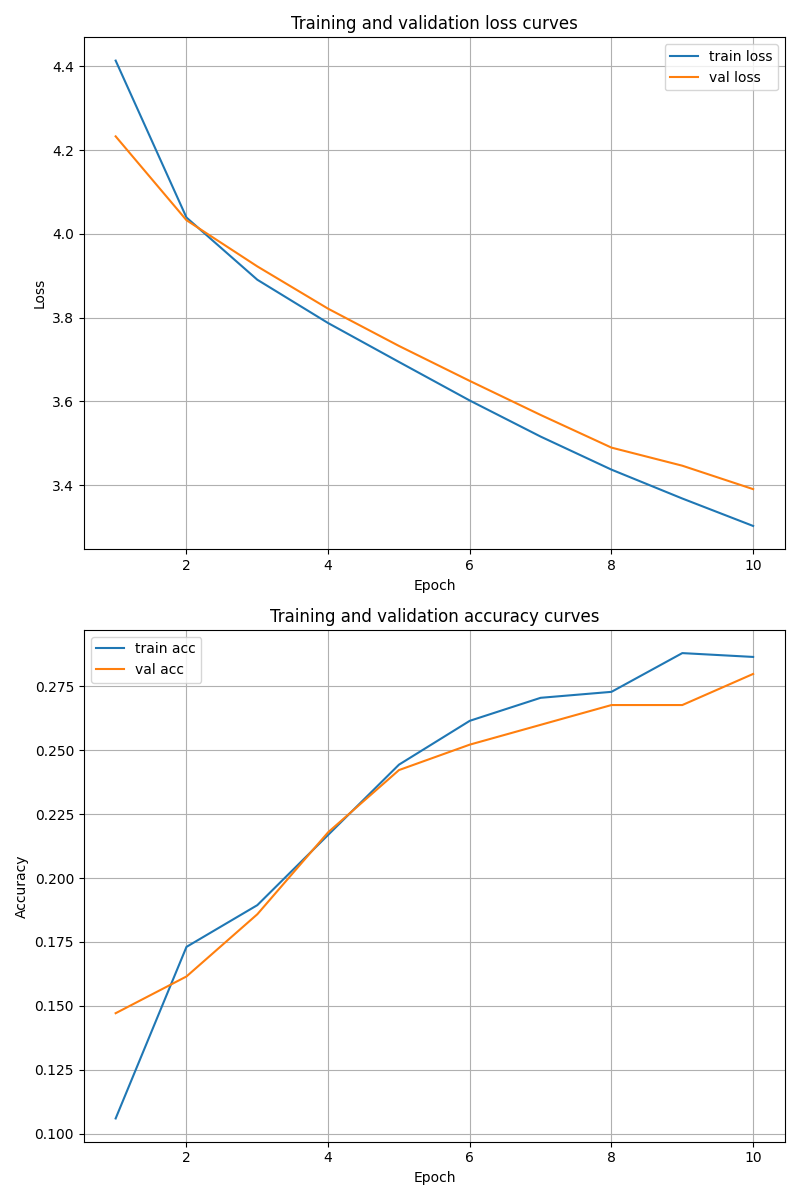 Training and validation loss curves
train loss
val loss
4.4
4.2
4.0
3.8
3.6
3.4
Loss
2 4 6 8 10
Epoch
Training and validation accuracy curves
train acc
val acc
0.275
0.250
0.225
0.200
0.175
0.150
0.125
0.100
Accuracy
2 4 6 8 10
Epoch